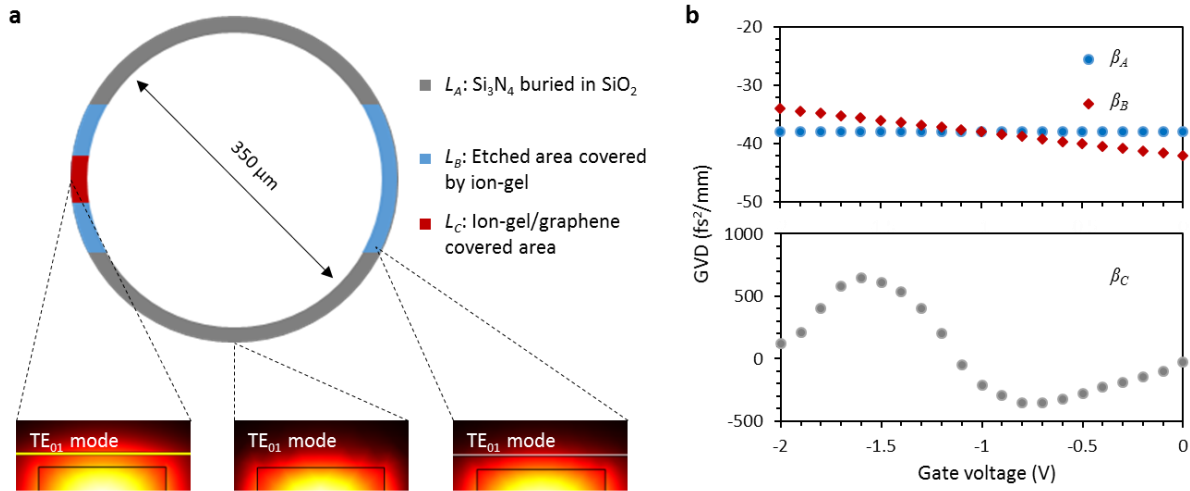 a
350 µm
L_A: Si₃N₄ buried in SiO₂
L_B: Etched area covered
by ion-gel
L_C: Ion-gel/graphene
covered area
TE₀₁ mode
TE₀₁ mode
TE₀₁ mode
b
GVD (fs²/mm)
-20
-30
-40
-50
β_A
β_B
1000
500
0
-500
β_C
-2
-1.5
-1
-0.5
0
Gate voltage (V)